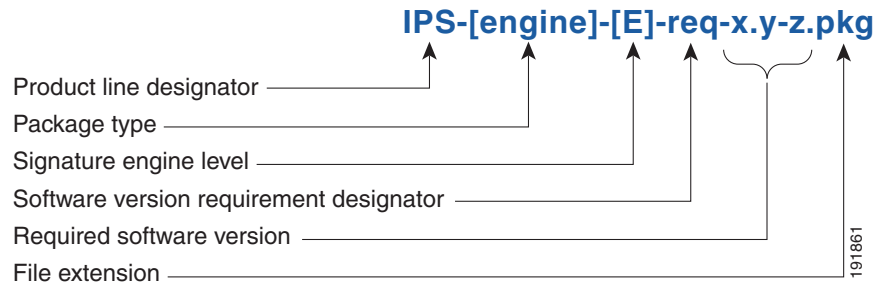 IPS-[engine]-[E]-req-x.y-z.pkg
Product line designator
Package type
Signature engine level
Software version requirement designator
Required software version
File extension
191861